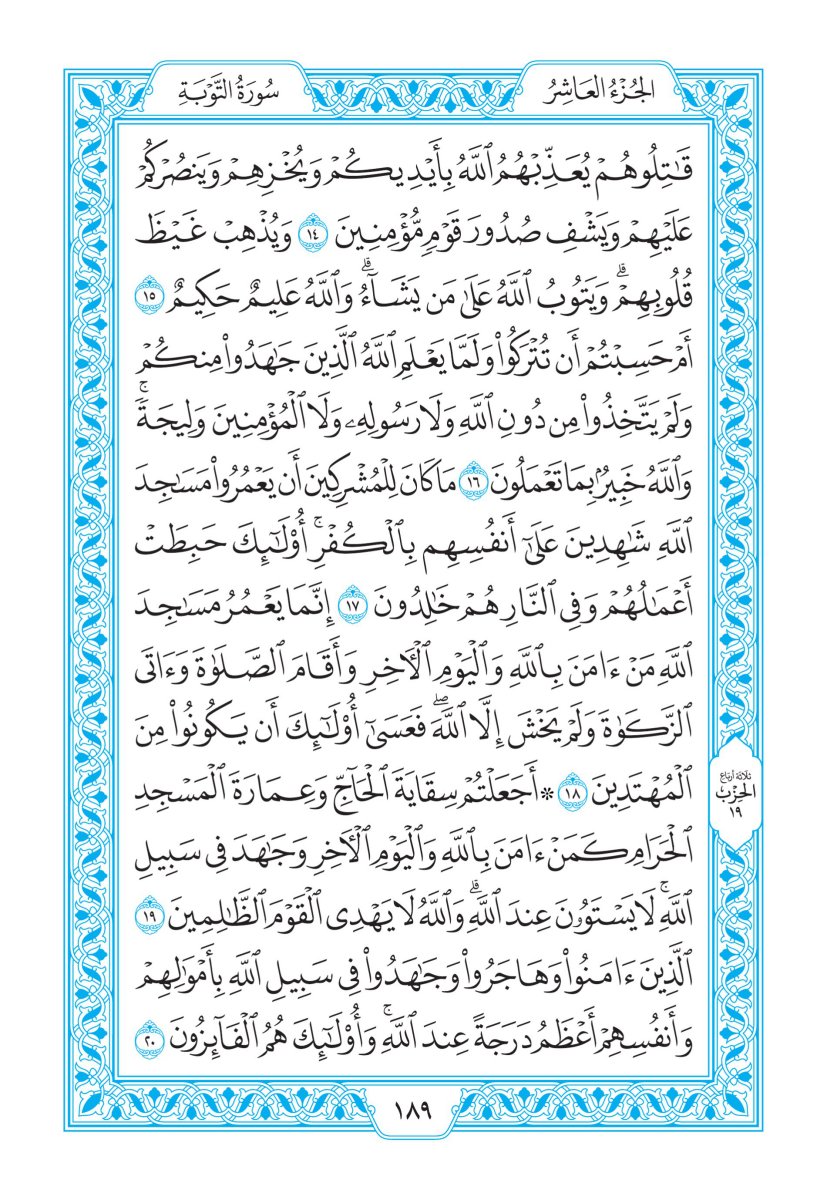 الجُزْءُ العَاشِرُ
سُورَةُ التَّوْبَةِ
قَٰتِلُوهُمْ يُعَذِّبْهُمُ ٱللَّهُ بِأَيْدِيكُمْ وَيُخْزِهِمْ وَيَنصُرْكُمْ
عَلَيْهِمْ وَيَشْفِ صُدُورَ قَوْمٖ مُّؤْمِنِينَ ١٤ وَيُذْهِبْ غَيْظَ
قُلُوبِهِمْۗ وَيَتُوبُ ٱللَّهُ عَلَىٰ مَن يَشَآءُۗ وَٱللَّهُ عَلِيمٌ حَكِيمٌ ١٥
أَمْ حَسِبْتُمْ أَن تُتْرَكُوا۟ وَلَمَّا يَعْلَمِ ٱللَّهُ ٱلَّذِينَ جَٰهَدُوا۟ مِنكُمْ
وَلَمْ يَتَّخِذُوا۟ مِن دُونِ ٱللَّهِ وَلَا رَسُولِهِۦ وَلَا ٱلْمُؤْمِنِينَ وَلِيجَةٗۚ
وَٱللَّهُ خَبِيرُۢ بِمَا تَعْمَلُونَ ١٦ مَا كَانَ لِلْمُشْرِكِينَ أَن يَعْمُرُوا۟ مَسَٰجِدَ
ٱللَّهِ شَٰهِدِينَ عَلَىٰٓ أَنفُسِهِم بِٱلْكُفْرِۚ أُو۟لَٰٓئِكَ حَبِطَتْ
أَعْمَٰلُهُمْ وَفِى ٱلنَّارِ هُمْ خَٰلِدُونَ ١٧ إِنَّمَا يَعْمُرُ مَسَٰجِدَ
ٱللَّهِ مَنْ ءَامَنَ بِٱللَّهِ وَٱلْيَوْمِ ٱلْءَاخِرِ وَأَقَامَ ٱلصَّلَوٰةَ وَءَاتَى
ٱلزَّكَوٰةَ وَلَمْ يَخْشَ إِلَّا ٱللَّهَۖ فَعَسَىٰٓ أُو۟لَٰٓئِكَ أَن يَكُونُوا۟ مِنَ
ٱلْمُهْتَدِينَ ١٨ ۞ أَجَعَلْتُمْ سِقَايَةَ ٱلْحَآجِّ وَعِمَارَةَ ٱلْمَسْجِدِ
ثلاثة أرباع
الحِزْب
١٩
ٱلْحَرَامِ كَمَنْ ءَامَنَ بِٱللَّهِ وَٱلْيَوْمِ ٱلْءَاخِرِ وَجَٰهَدَ فِى سَبِيلِ
ٱللَّهِۚ لَا يَسْتَوُۥنَ عِندَ ٱللَّهِۗ وَٱللَّهُ لَا يَهْدِى ٱلْقَوْمَ ٱلظَّٰلِمِينَ ١٩
ٱلَّذِينَ ءَامَنُوا۟ وَهَاجَرُوا۟ وَجَٰهَدُوا۟ فِى سَبِيلِ ٱللَّهِ بِأَمْوَٰلِهِمْ
وَأَنفُسِهِمْ أَعْظَمُ دَرَجَةً عِندَ ٱللَّهِۚ وَأُو۟لَٰٓئِكَ هُمُ ٱلْفَآئِزُونَ ٢٠
١٨٩